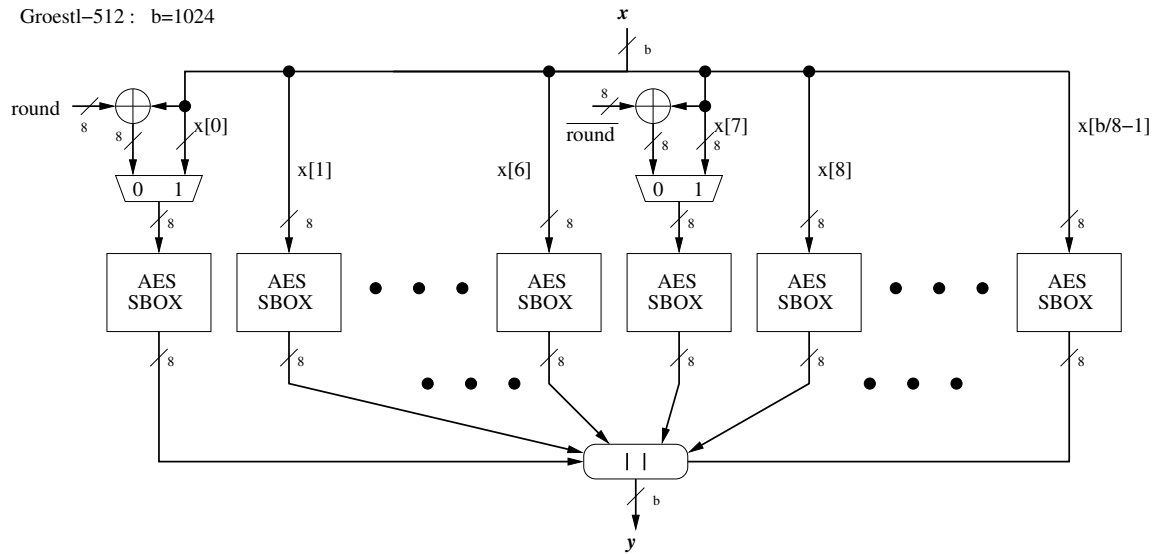 Groestl−512 : b=1024
x
b
round
8
8
x[0]
0 1
8
x[1]
8
x[6]
8
8
round
8
x[7]
8
0 1
8
x[8]
8
x[b/8−1]
8
AES
SBOX
AES
SBOX
AES
SBOX
AES
SBOX
AES
SBOX
AES
SBOX
8
8
8
8
8
8
| |
b
y